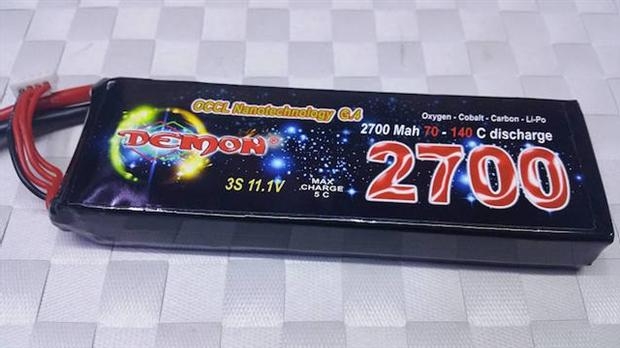 OCCL Nanotechnology G.4
Oxygen - Cobalt - Carbon - Li-Po
2700 Mah 70 - 140 C discharge
DEMON®
3S 11.1V
MAX
CHARGE
5 C
2700